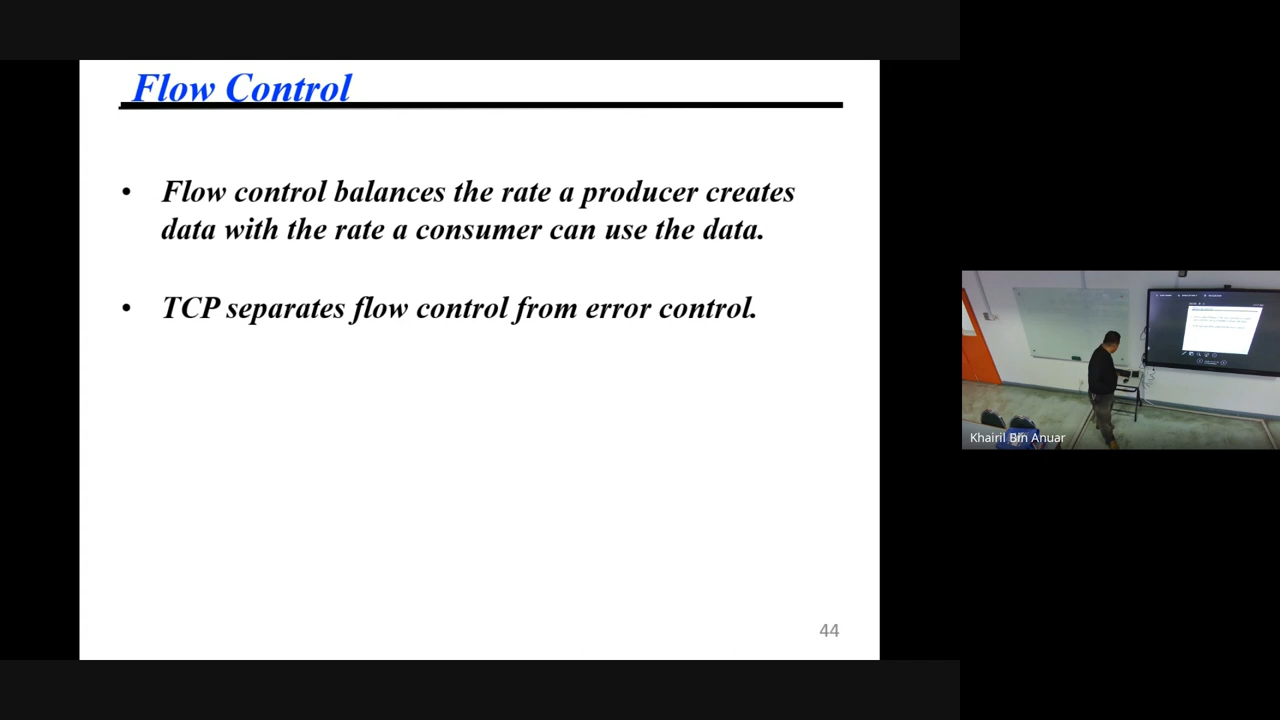 Flow Control
• Flow control balances the rate a producer creates
data with the rate a consumer can use the data.
• TCP separates flow control from error control.
44
Khairil Bin Anuar